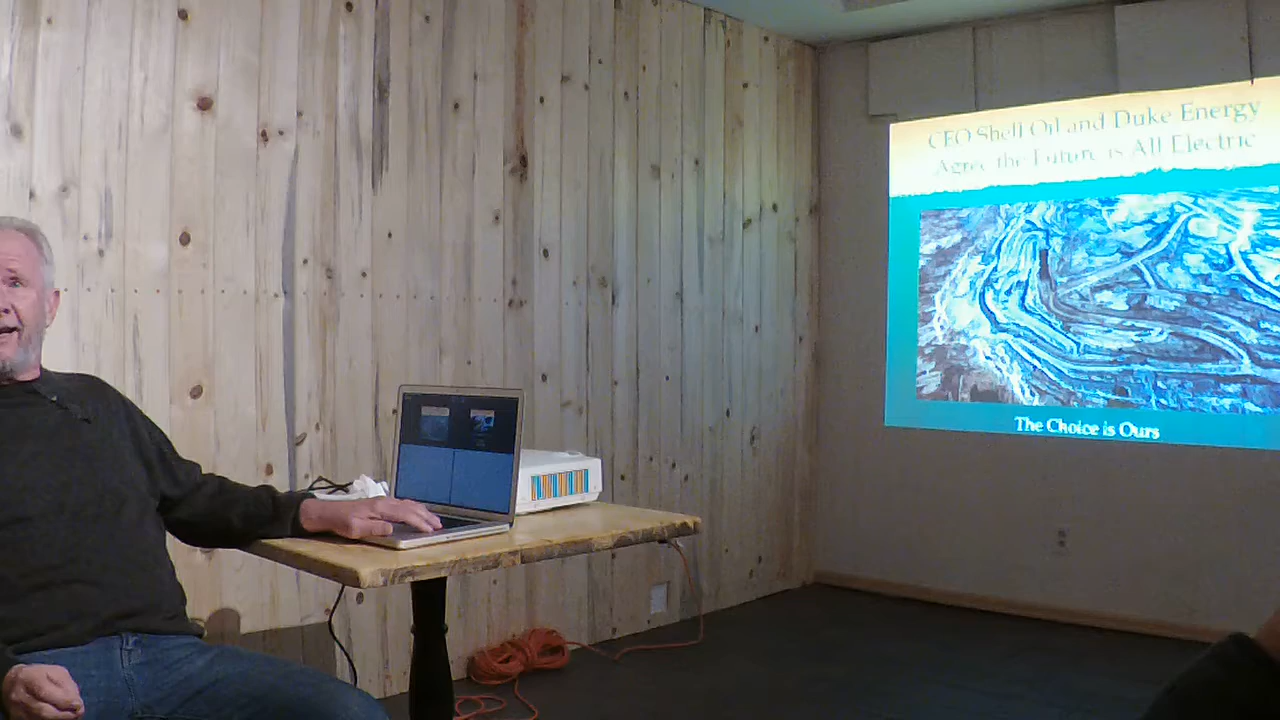 CEO Shell Oil and Duke Energy
Agree the Future is All Electric
The Choice is Ours